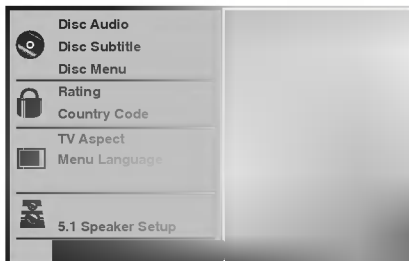 Disc Audio
Disc Subtitle
Disc Menu
Rating
Country Code
TV Aspect
Menu Language
5.1 Speaker Setup